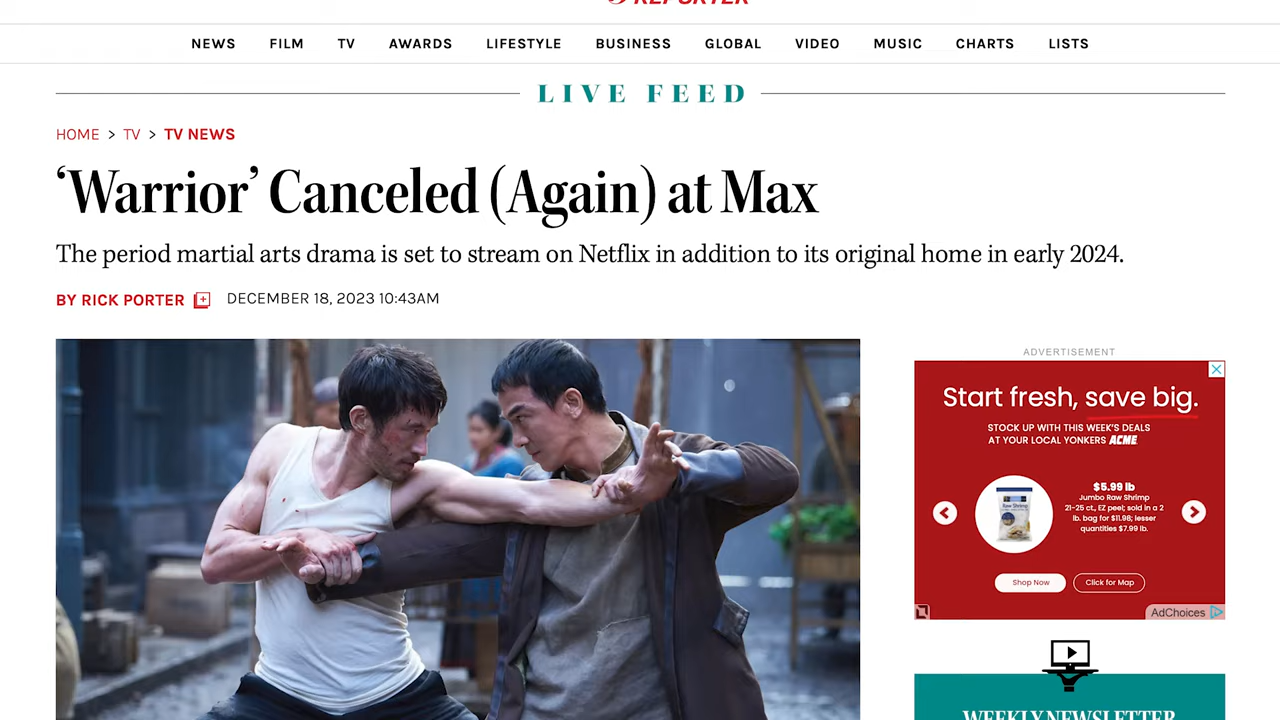 REPORTER
NEWS FILM TV AWARDS LIFESTYLE BUSINESS GLOBAL VIDEO MUSIC CHARTS LISTS
LIVE FEED
HOME > TV > TV NEWS
‘Warrior’ Canceled (Again) at Max
The period martial arts drama is set to stream on Netflix in addition to its original home in early 2024.
BY RICK PORTER DECEMBER 18, 2023 10:43AM
ADVERTISEMENT
Start fresh, save big.
STOCK UP WITH THIS WEEK'S DEALS
AT YOUR LOCAL YONKERS ACME
Raw Shrimp
$5.99 lb
Jumbo Raw Shrimp
21-25 ct., EZ peel; sold in a 2
lb. bag for $11.98; lesser
quantities $7.99 lb.
Shop Now Click for Map
AdChoices
WEEKLY NEWSLETTER